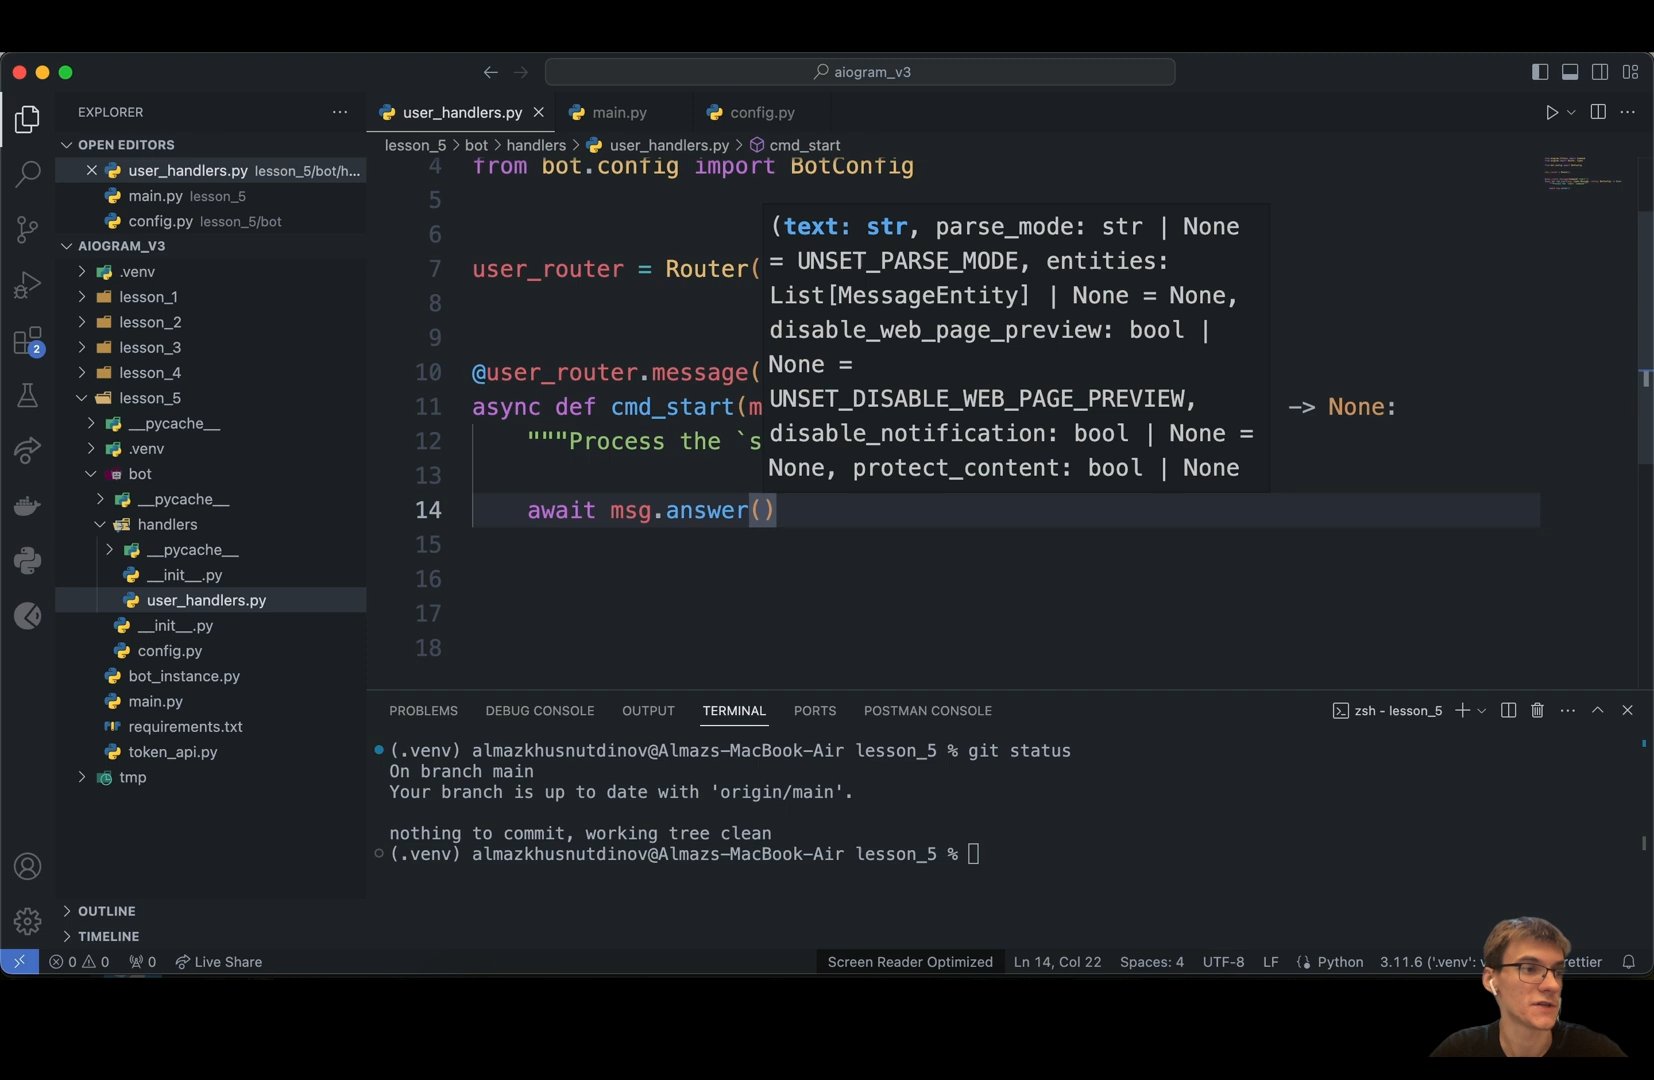 aiogram_v3
EXPLORER
user_handlers.py
main.py
config.py
OPEN EDITORS
user_handlers.py lesson_5/bot/h...
main.py lesson_5
config.py lesson_5/bot
AIOGRAM_V3
.venv
lesson_1
lesson_2
lesson_3
lesson_4
lesson_5
__pycache__
.venv
bot
__pycache__
handlers
__pycache__
__init__.py
user_handlers.py
__init__.py
config.py
bot_instance.py
main.py
requirements.txt
token_api.py
tmp
OUTLINE
TIMELINE
2
lesson_5 > bot > handlers > user_handlers.py > cmd_start
4 from bot.config import BotConfig
5
6
7 user_router = Router(
8
9
10 @user_router.message(
11 async def cmd_start(m -> None:
12 """Process the `s
13
14 await msg.answer()
15
16
17
18
(text: str, parse_mode: str | None
= UNSET_PARSE_MODE, entities:
List[MessageEntity] | None = None,
disable_web_page_preview: bool |
None =
UNSET_DISABLE_WEB_PAGE_PREVIEW,
disable_notification: bool | None =
None, protect_content: bool | None
PROBLEMS DEBUG CONSOLE OUTPUT TERMINAL PORTS POSTMAN CONSOLE
zsh - lesson_5
(.venv) almazkhusnutdinov@Almazs-MacBook-Air lesson_5 % git status
On branch main
Your branch is up to date with 'origin/main'.
nothing to commit, working tree clean
(.venv) almazkhusnutdinov@Almazs-MacBook-Air lesson_5 %
0 0 0 Live Share
Screen Reader Optimized Ln 14, Col 22 Spaces: 4 UTF-8 LF Python 3.11.6 ('.venv': v ettier